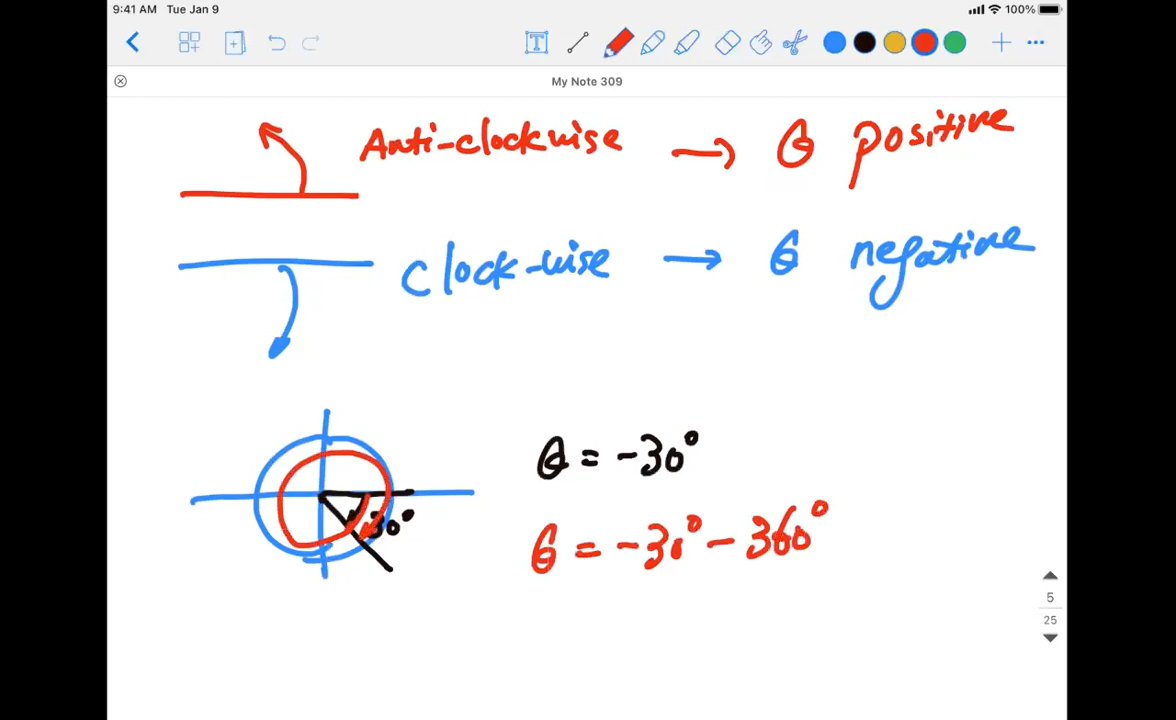 9:41 AM Tue Jan 9 100%
T
My Note 309
Anti-clockwise → θ positive
clock-wise → θ negative
θ = -30°
30°
θ = -30° - 360°
5
25